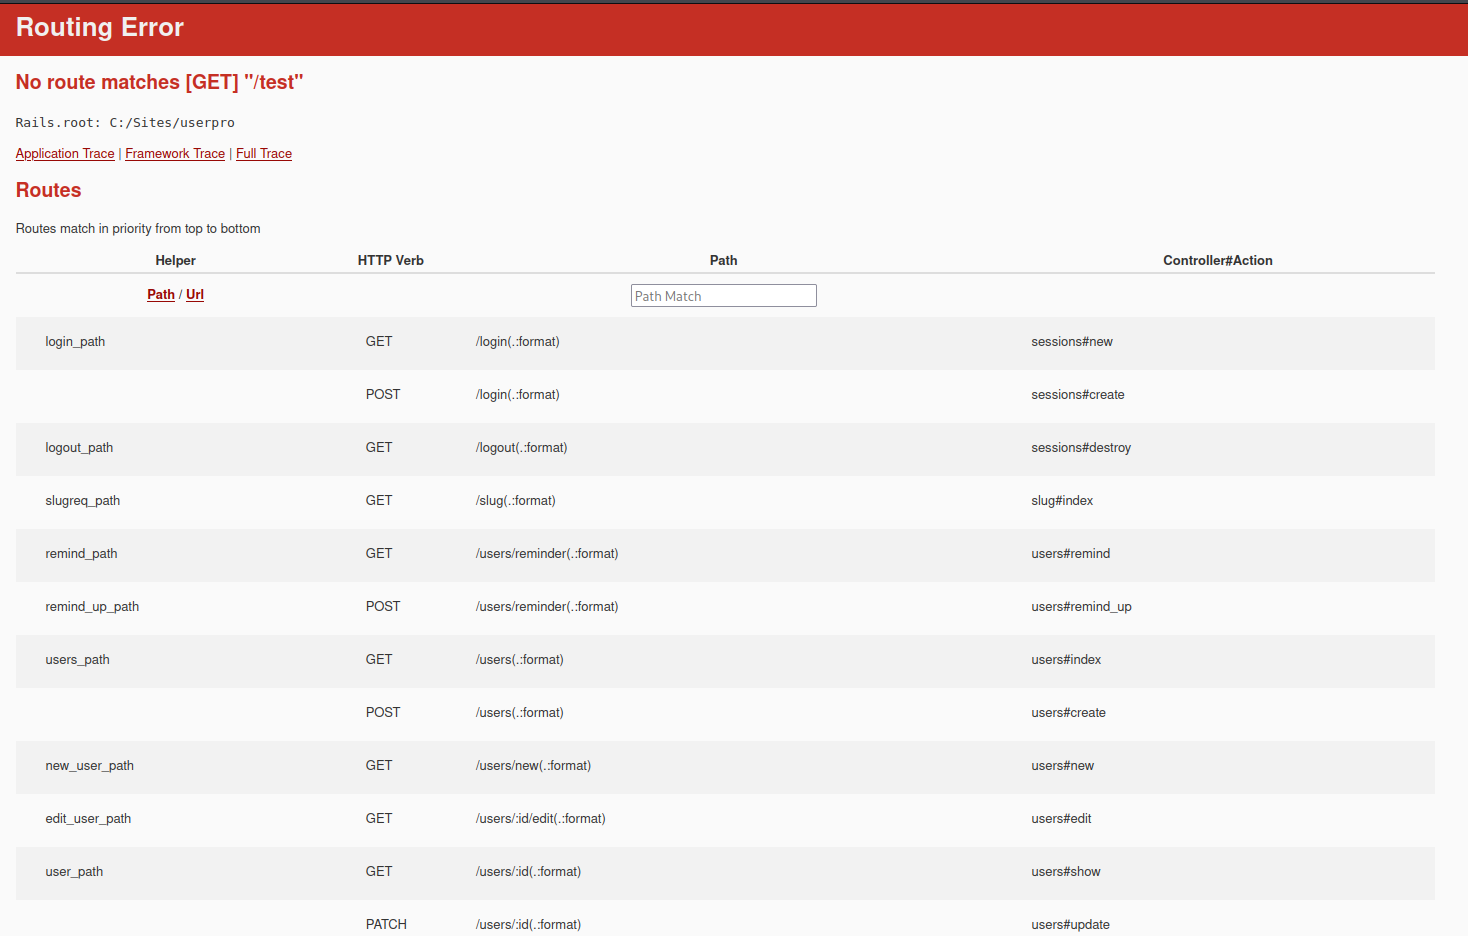 Routing Error
No route matches [GET] "/test"
Rails.root: C:/Sites/userpro
Application Trace | Framework Trace | Full Trace
Routes
Routes match in priority from top to bottom
Helper HTTP Verb Path Controller#Action
Path / Url Path Match
login_path GET /login(.:format) sessions#new
POST /login(.:format) sessions#create
logout_path GET /logout(.:format) sessions#destroy
slugreq_path GET /slug(.:format) slug#index
remind_path GET /users/reminder(.:format) users#remind
remind_up_path POST /users/reminder(.:format) users#remind_up
users_path GET /users(.:format) users#index
POST /users(.:format) users#create
new_user_path GET /users/new(.:format) users#new
edit_user_path GET /users/:id/edit(.:format) users#edit
user_path GET /users/:id(.:format) users#show
PATCH /users/:id(.:format) users#update